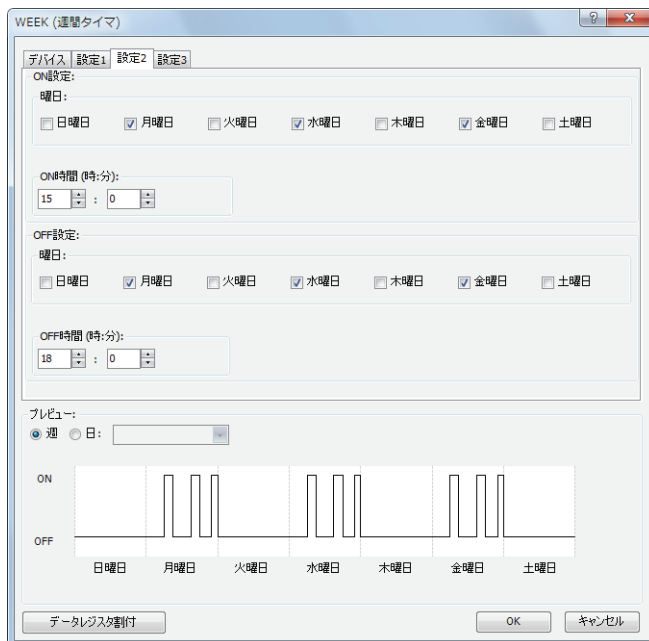 WEEK (週間タイマ)
デバイス 設定1 設定2 設定3
ON設定:
曜日:
日曜日 月曜日 火曜日 水曜日 木曜日 金曜日 土曜日
ON時間 (時:分):
15 : 0
OFF設定:
曜日:
日曜日 月曜日 火曜日 水曜日 木曜日 金曜日 土曜日
OFF時間 (時:分):
18 : 0
プレビュー:
週 日:
ON
OFF
日曜日 月曜日 火曜日 水曜日 木曜日 金曜日 土曜日
データレジスタ割付 OK キャンセル